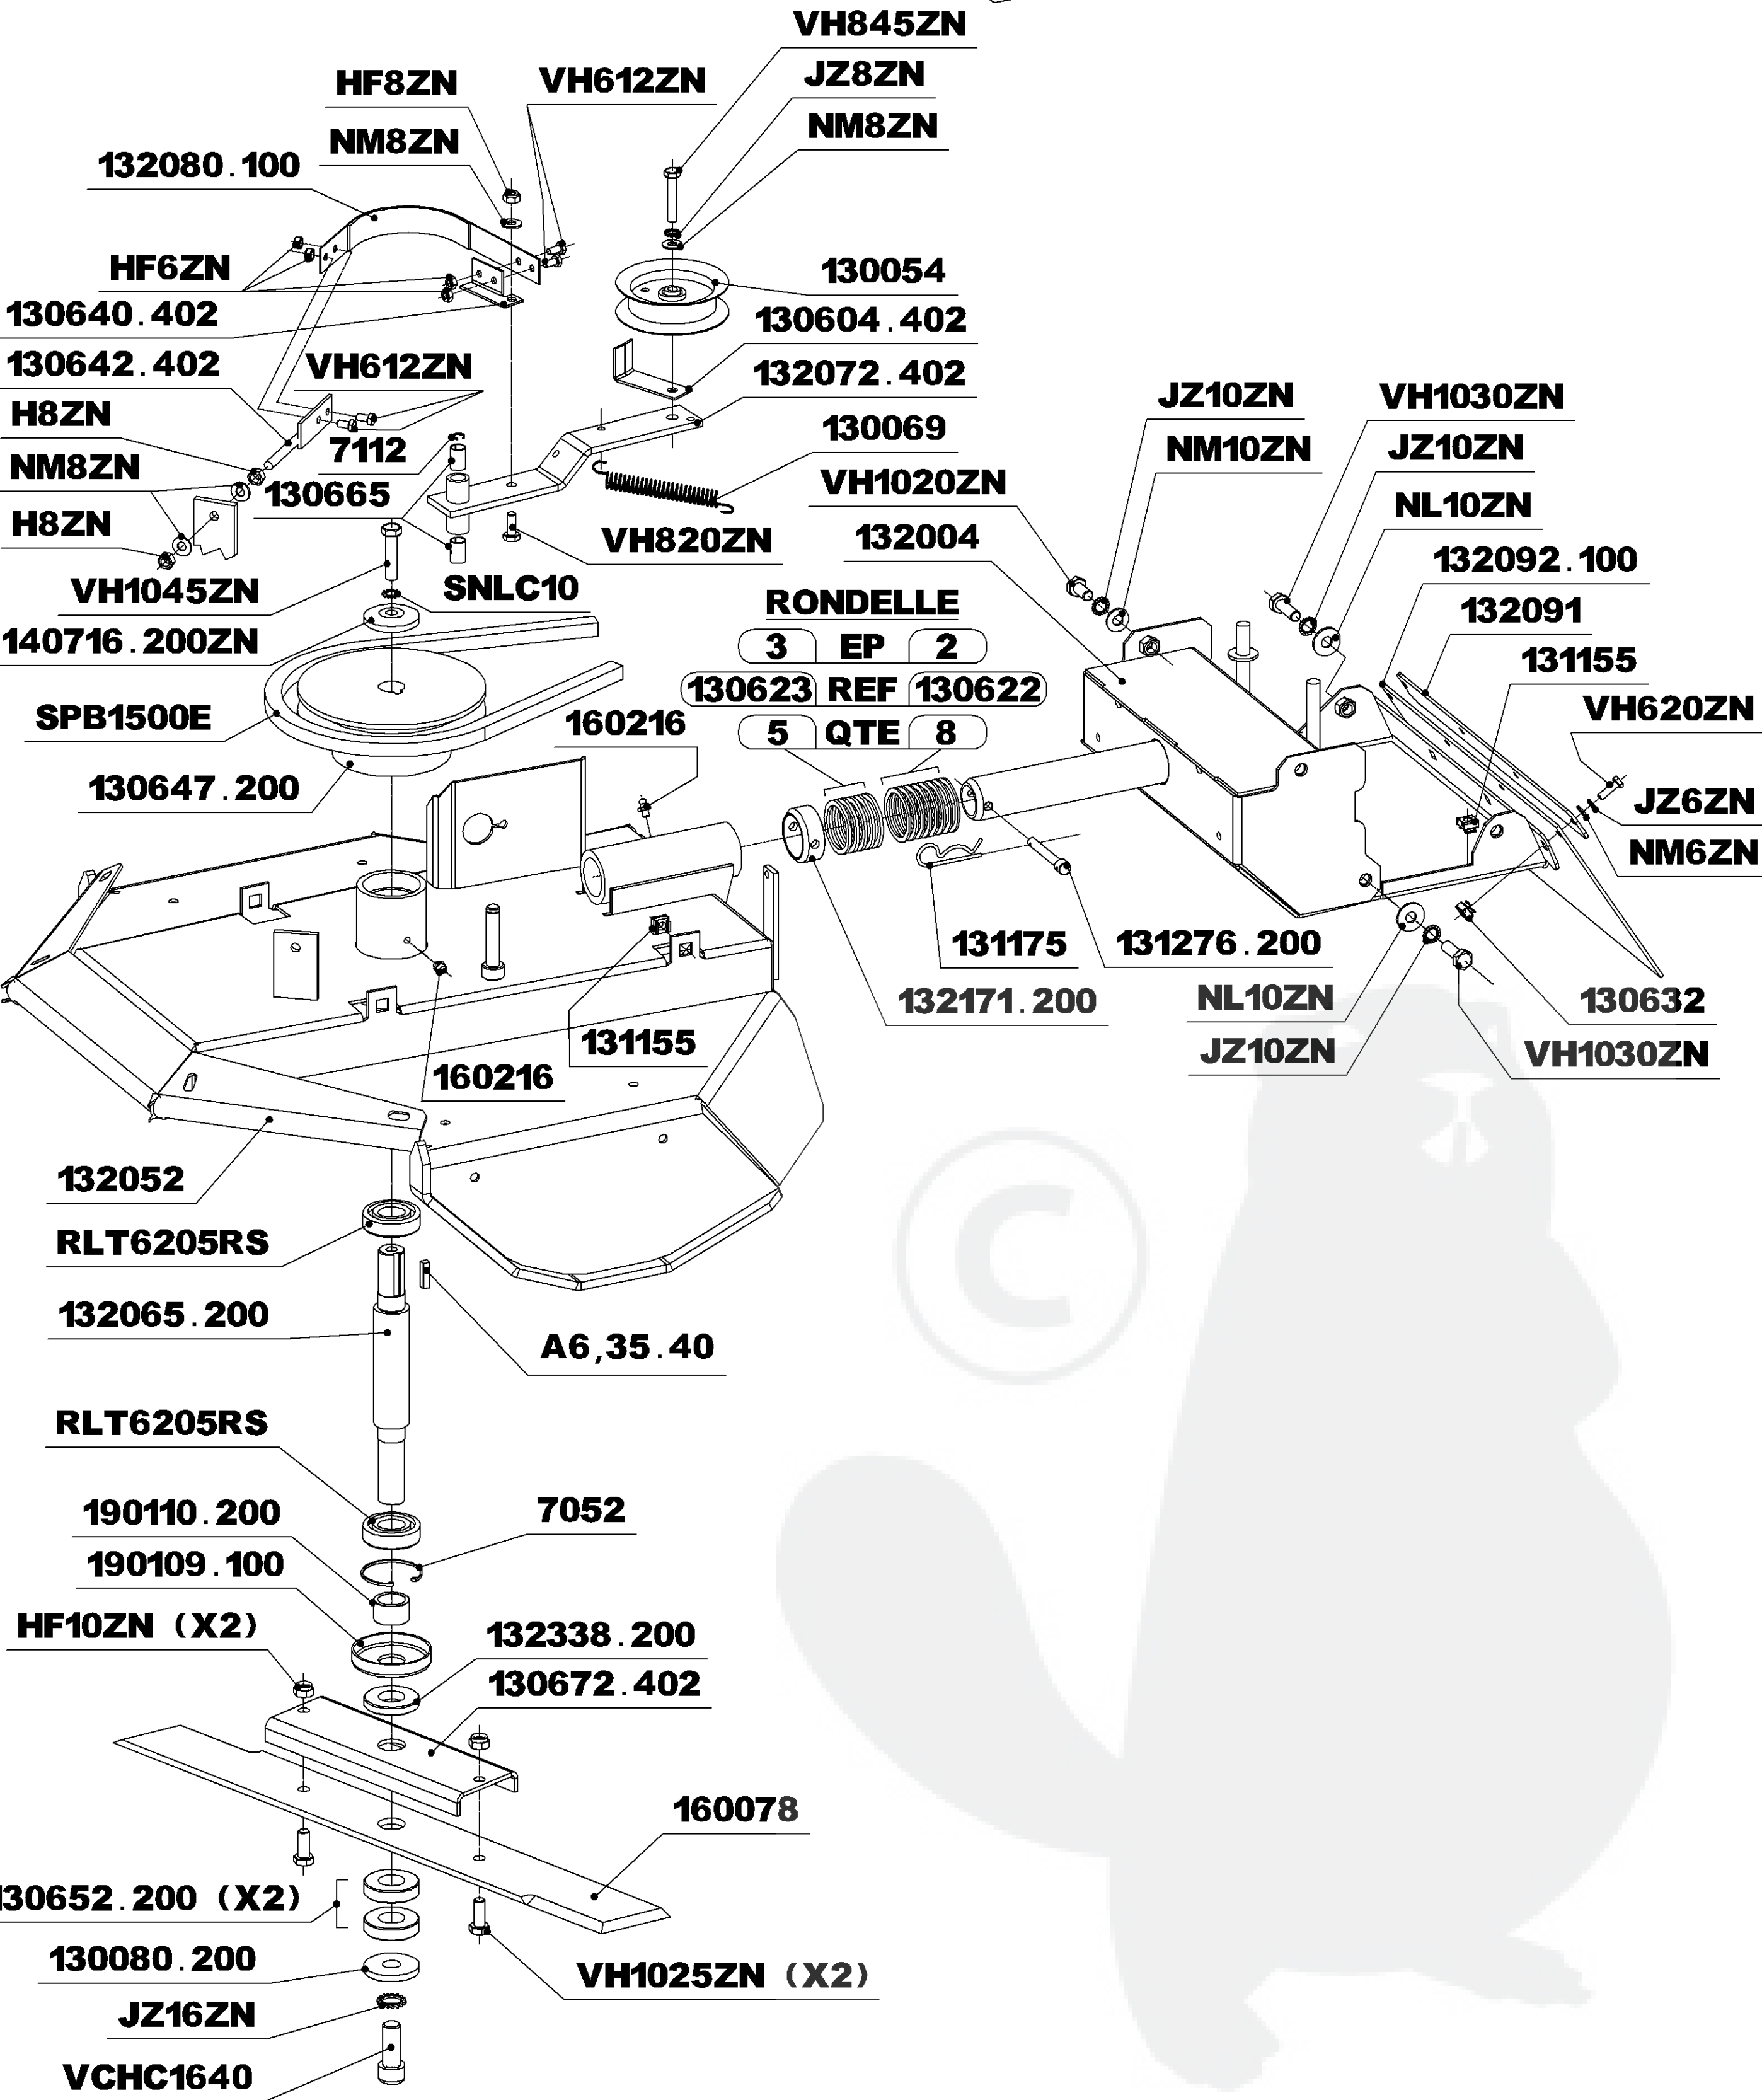 VH845ZN
HF8ZN
VH612ZN
JZ8ZN
NM8ZN
NM8ZN
132080.100
HF6ZN
130054
130640.402
130604.402
130642.402
VH612ZN
132072.402
H8ZN
7112
130069
JZ10ZN
VH1030ZN
NM8ZN
NM10ZN
JZ10ZN
130665
VH1020ZN
NL10ZN
H8ZN
VH820ZN
132004
132092.100
VH1045ZN
SNLC10
RONDELLE
132091
140716.200ZN
3 EP 2
131155
130623 REF 130622
SPB1500E
160216
5 QTE 8
VH620ZN
130647.200
JZ6ZN
NM6ZN
131175
131276.200
132171.200
NL10ZN
130632
131155
JZ10ZN
VH1030ZN
160216
132052
RLT6205RS
132065.200
A6,35.40
RLT6205RS
190110.200
7052
190109.100
HF10ZN (X2)
132338.200
130672.402
160078
130652.200 (X2)
130080.200
VH1025ZN (X2)
JZ16ZN
VCHC1640
©